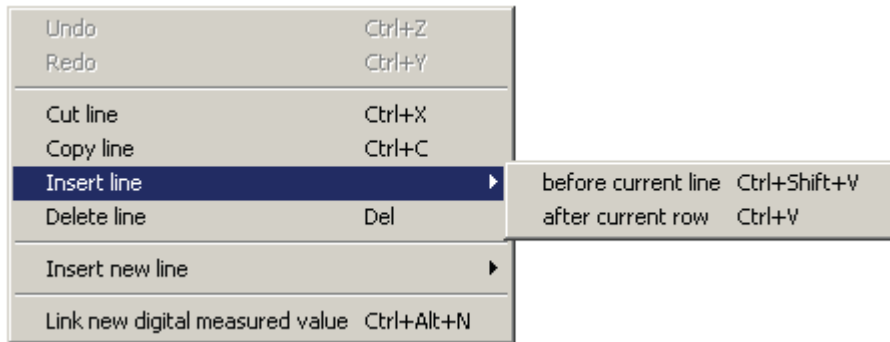 Undo Ctrl+Z
Redo Ctrl+Y
Cut line Ctrl+X
Copy line Ctrl+C
Insert line
before current line Ctrl+Shift+V
Delete line Del
after current row Ctrl+V
Insert new line
Link new digital measured value Ctrl+Alt+N